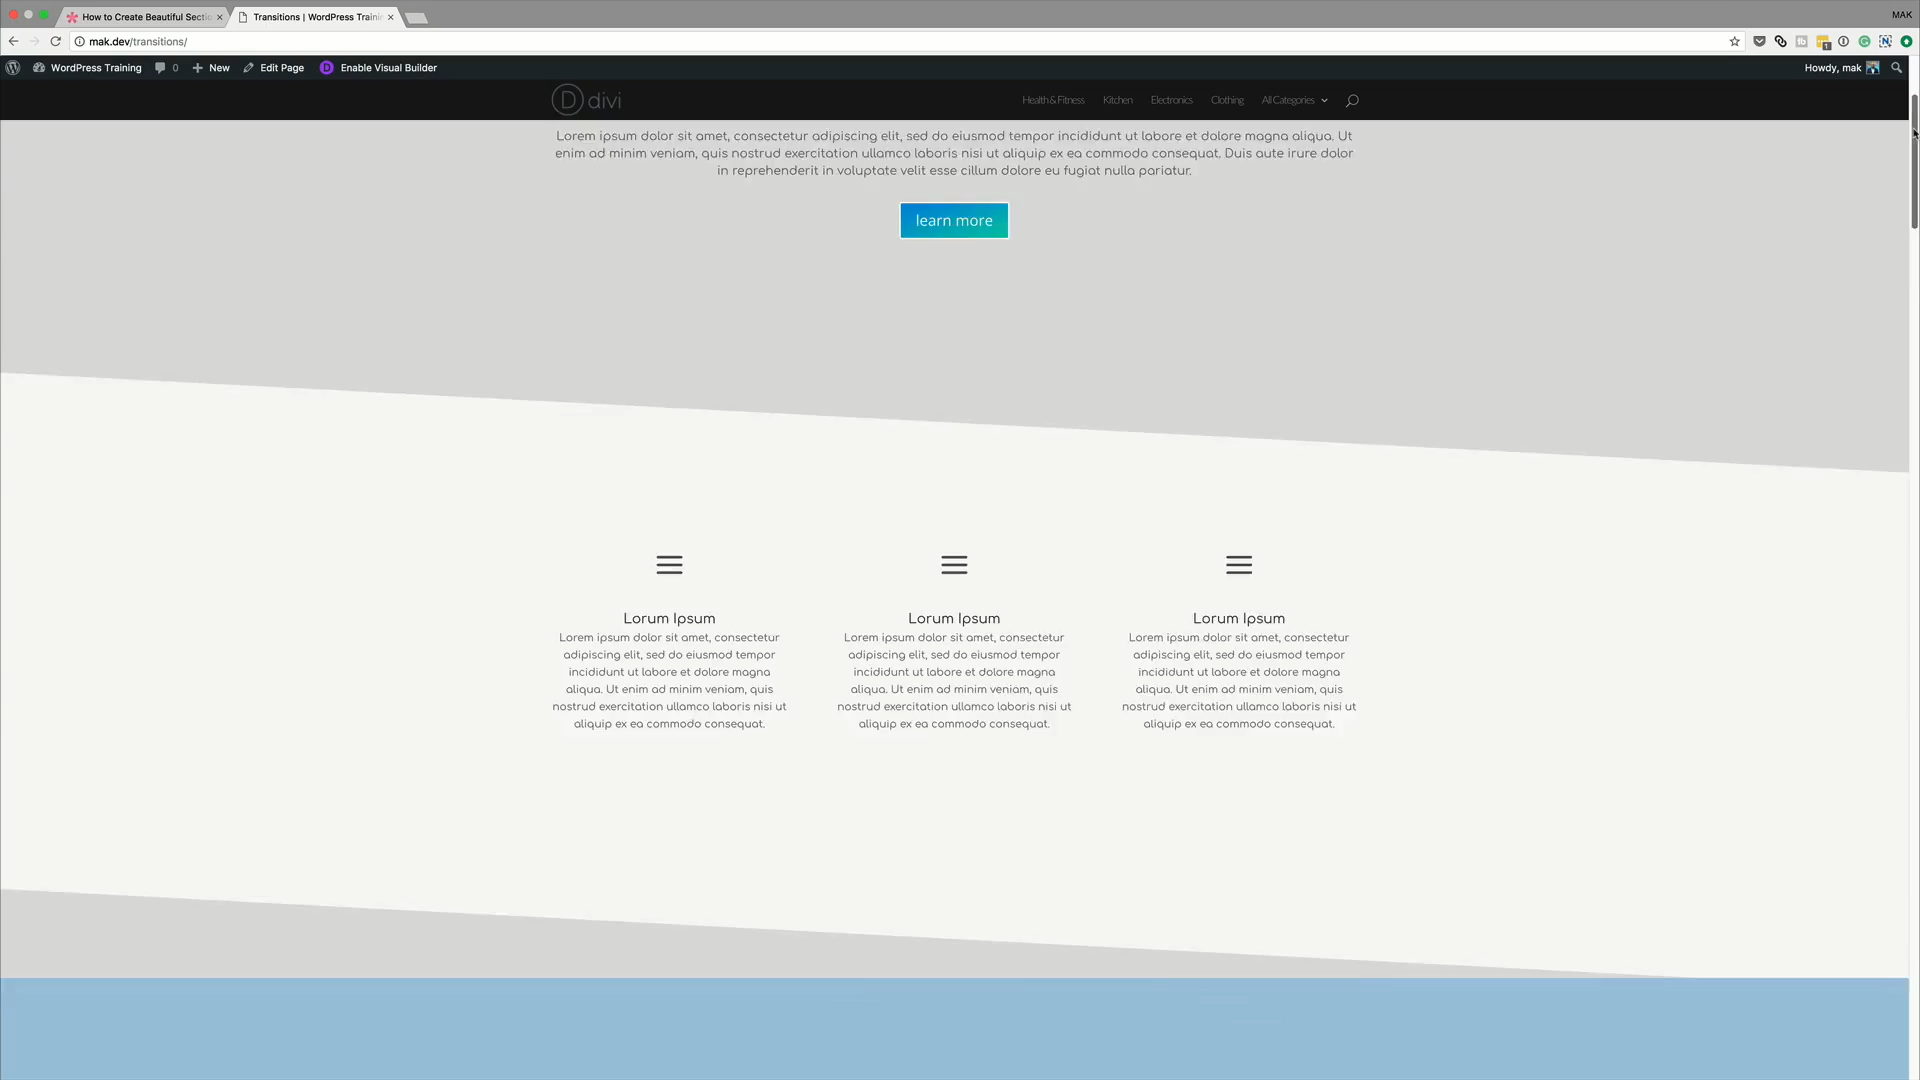 How to Create Beautiful Sectio
Transitions | WordPress Trainin
MAK
mak.dev/transitions/
WordPress Training 0 New Edit Page Enable Visual Builder Howdy, mak
D divi Health & Fitness Kitchen Electronics Clothing All Categories
Lorem ipsum dolor sit amet, consectetur adipiscing elit, sed do eiusmod tempor incididunt ut labore et dolore magna aliqua. Ut
enim ad minim veniam, quis nostrud exercitation ullamco laboris nisi ut aliquip ex ea commodo consequat. Duis aute irure dolor
in reprehenderit in voluptate velit esse cillum dolore eu fugiat nulla pariatur.
learn more
Lorum Ipsum
Lorem ipsum dolor sit amet, consectetur
adipiscing elit, sed do eiusmod tempor
incididunt ut labore et dolore magna
aliqua. Ut enim ad minim veniam, quis
nostrud exercitation ullamco laboris nisi ut
aliquip ex ea commodo consequat.
Lorum Ipsum
Lorem ipsum dolor sit amet, consectetur
adipiscing elit, sed do eiusmod tempor
incididunt ut labore et dolore magna
aliqua. Ut enim ad minim veniam, quis
nostrud exercitation ullamco laboris nisi ut
aliquip ex ea commodo consequat.
Lorum Ipsum
Lorem ipsum dolor sit amet, consectetur
adipiscing elit, sed do eiusmod tempor
incididunt ut labore et dolore magna
aliqua. Ut enim ad minim veniam, quis
nostrud exercitation ullamco laboris nisi ut
aliquip ex ea commodo consequat.